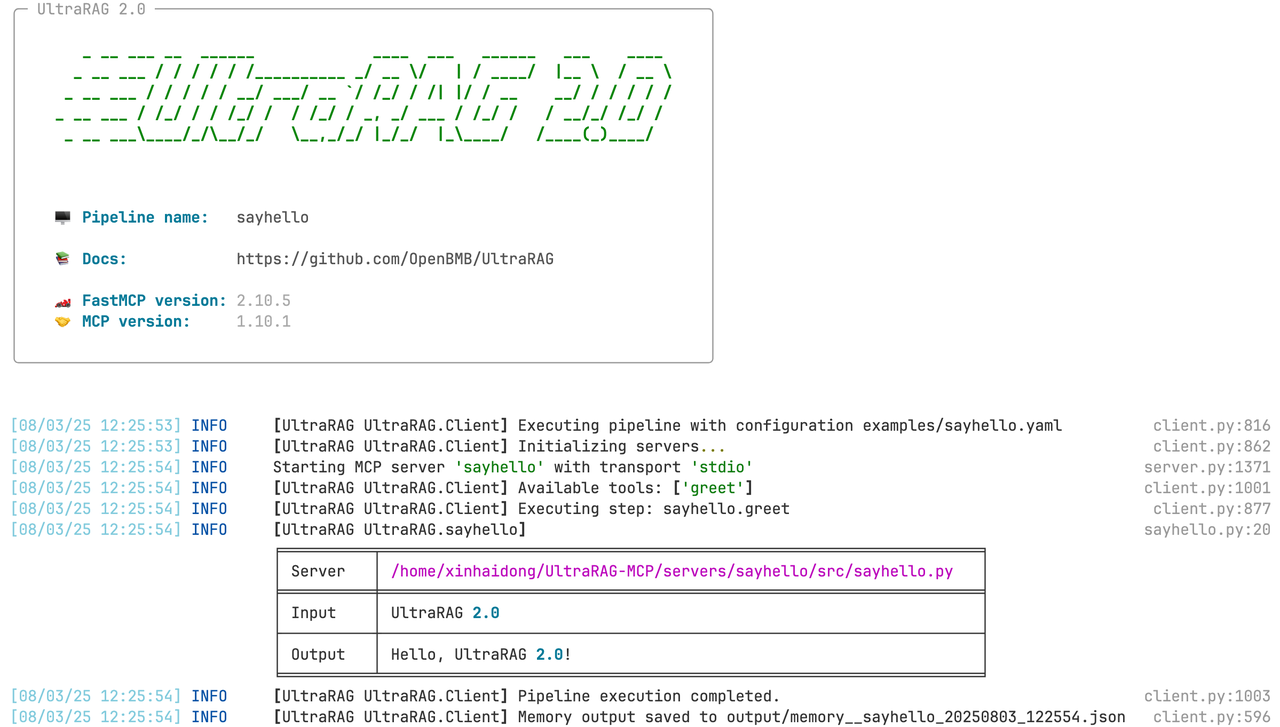 UltraRAG 2.0
UltraRAG 2.0
Pipeline name: sayhello
Docs: https://github.com/OpenBMB/UltraRAG
FastMCP version: 2.10.5
MCP version: 1.10.1
[08/03/25 12:25:53] INFO [UltraRAG UltraRAG.Client] Executing pipeline with configuration examples/sayhello.yaml client.py:816
[08/03/25 12:25:53] INFO [UltraRAG UltraRAG.Client] Initializing servers... client.py:862
[08/03/25 12:25:54] INFO Starting MCP server 'sayhello' with transport 'stdio' server.py:1371
[08/03/25 12:25:54] INFO [UltraRAG UltraRAG.Client] Available tools: ['greet'] client.py:1001
[08/03/25 12:25:54] INFO [UltraRAG UltraRAG.Client] Executing step: sayhello.greet client.py:877
[08/03/25 12:25:54] INFO [UltraRAG UltraRAG.sayhello] sayhello.py:20
Server /home/xinhaidong/UltraRAG-MCP/servers/sayhello/src/sayhello.py
Input UltraRAG 2.0
Output Hello, UltraRAG 2.0!
[08/03/25 12:25:54] INFO [UltraRAG UltraRAG.Client] Pipeline execution completed. client.py:1003
[08/03/25 12:25:54] INFO [UltraRAG UltraRAG.Client] Memory output saved to output/memory__sayhello_20250803_122554.json client.py:596